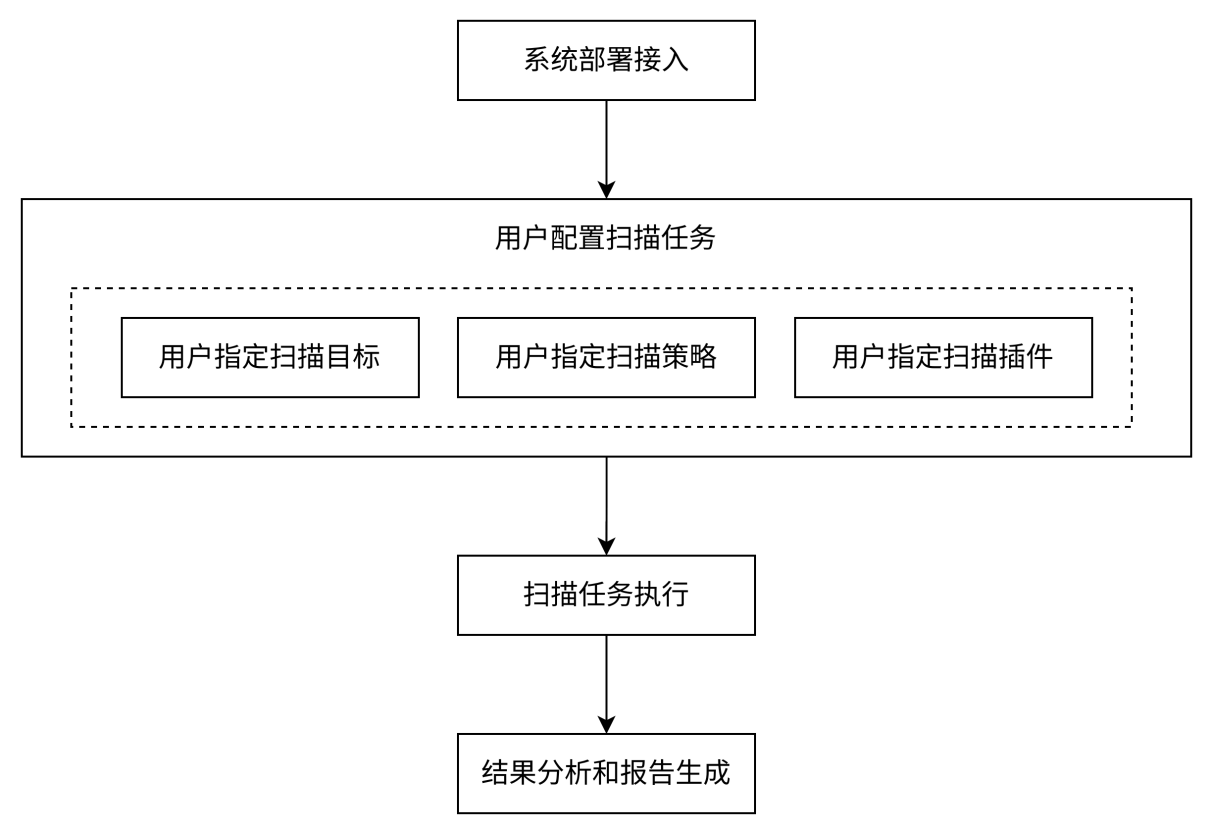 系统部署接入
用户配置扫描任务
用户指定扫描目标
用户指定扫描策略
用户指定扫描插件
扫描任务执行
结果分析和报告生成